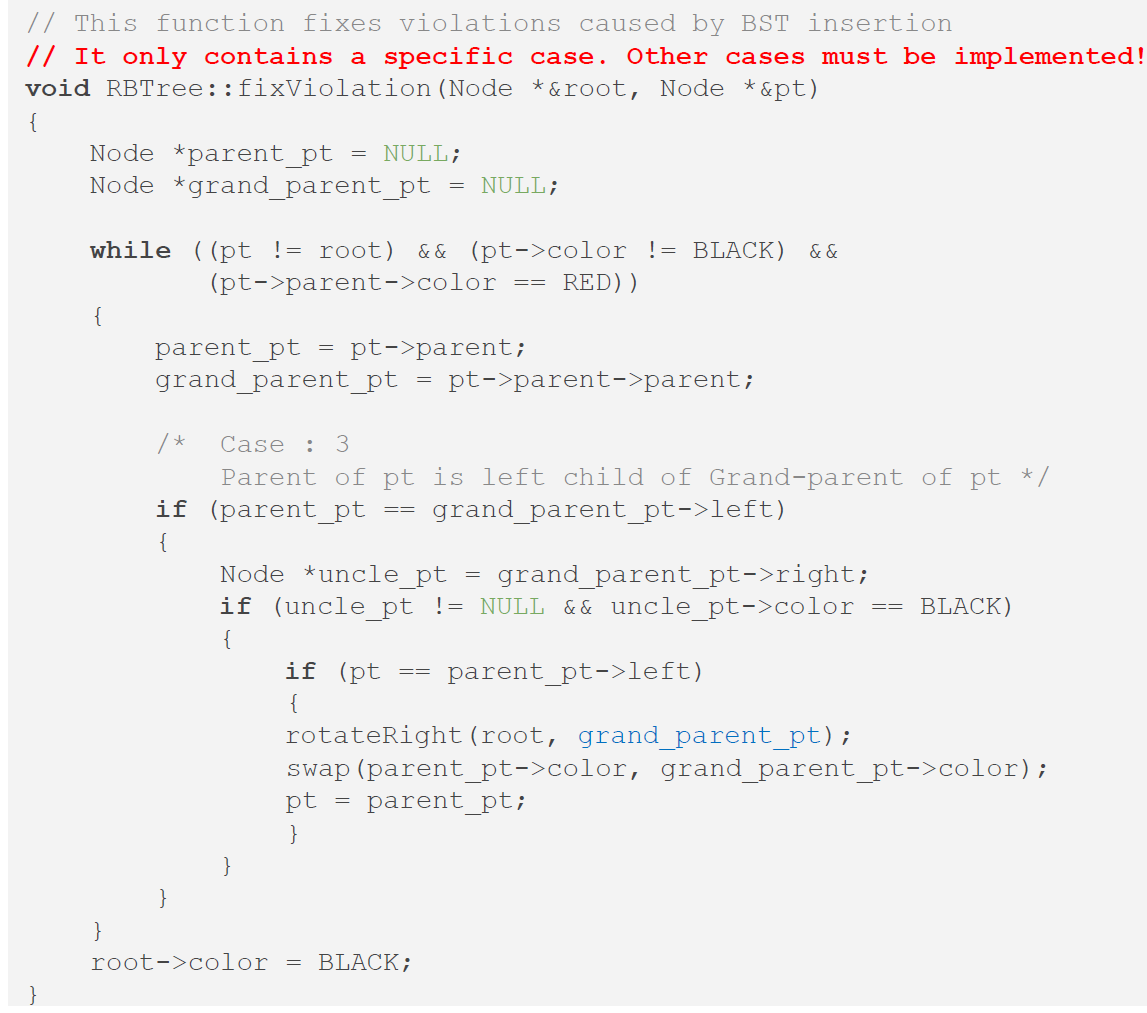 // This function fixes violations caused by BST insertion
// It only contains a specific case. Other cases must be implemented!
void RBTree::fixViolation(Node *&root, Node *&pt)
{
    Node *parent_pt = NULL;
    Node *grand_parent_pt = NULL;

    while ((pt != root) && (pt->color != BLACK) &&
           (pt->parent->color == RED))
    {
        parent_pt = pt->parent;
        grand_parent_pt = pt->parent->parent;

        /*  Case : 3
            Parent of pt is left child of Grand-parent of pt */
        if (parent_pt == grand_parent_pt->left)
        {
            Node *uncle_pt = grand_parent_pt->right;
            if (uncle_pt != NULL && uncle_pt->color == BLACK)
            {
                if (pt == parent_pt->left)
                {
                rotateRight(root, grand_parent_pt);
                swap(parent_pt->color, grand_parent_pt->color);
                pt = parent_pt;
                }
            }
        }
    }
    root->color = BLACK;
}